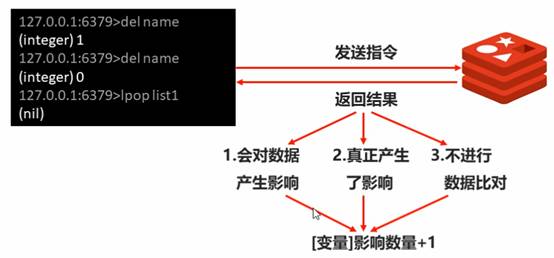 127.0.0.1:6379>del name
(integer) 1
127.0.0.1:6379>del name
(integer) 0
127.0.0.1:6379>lpop list1
(nil)
发送指令
返回结果
1.会对数据
产生影响
2.真正产生
了影响
3.不进行
数据比对
[变量]影响数量+1